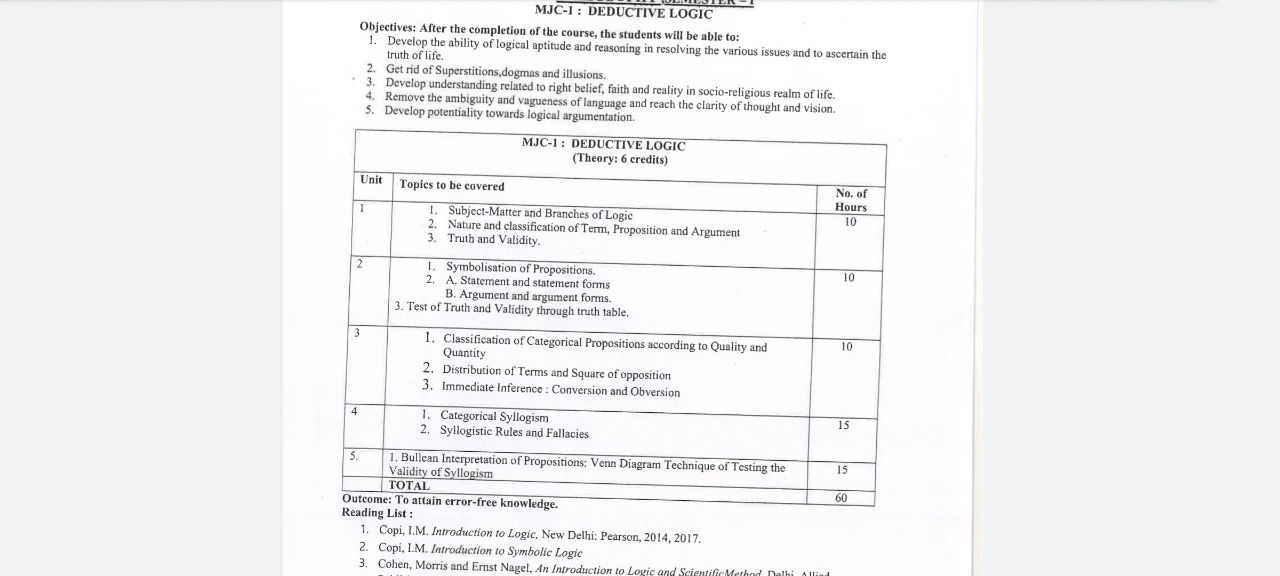 MJC-1 : DEDUCTIVE LOGIC
Objectives: After the completion of the course, the students will be able to:
1. Develop the ability of logical aptitude and reasoning in resolving the various issues and to ascertain the
truth of life.
2. Get rid of Superstitions,dogmas and illusions.
3. Develop understanding related to right belief, faith and reality in socio-religious realm of life.
4. Remove the ambiguity and vagueness of language and reach the clarity of thought and vision.
5. Develop potentiality towards logical argumentation.
MJC-1 : DEDUCTIVE LOGIC
(Theory: 6 credits)
Unit Topics to be covered No. of
Hours
1 1. Subject-Matter and Branches of Logic 10
2. Nature and classification of Term, Proposition and Argument
3. Truth and Validity.
2 1. Symbolisation of Propositions. 10
2. A. Statement and statement forms
B. Argument and argument forms.
3. Test of Truth and Validity through truth table.
3 1. Classification of Categorical Propositions according to Quality and 10
Quantity
2. Distribution of Terms and Square of opposition
3. Immediate Inference : Conversion and Obversion
4 1. Categorical Syllogism 15
2. Syllogistic Rules and Fallacies
5. 1. Bullean Interpretation of Propositions: Venn Diagram Technique of Testing the 15
Validity of Syllogism
TOTAL 60
Outcome: To attain error-free knowledge.
Reading List :
1. Copi, I.M. Introduction to Logic, New Delhi: Pearson, 2014, 2017.
2. Copi, I.M. Introduction to Symbolic Logic
3. Cohen, Morris and Ernst Nagel, An Introduction to Logic and Scientific Method, Delhi, Allied